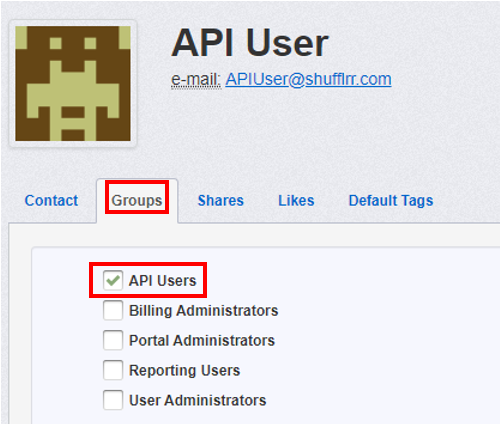 API User
e-mail: APIUser@shufflrr.com
Contact Groups Shares Likes Default Tags
API Users
Billing Administrators
Portal Administrators
Reporting Users
User Administrators